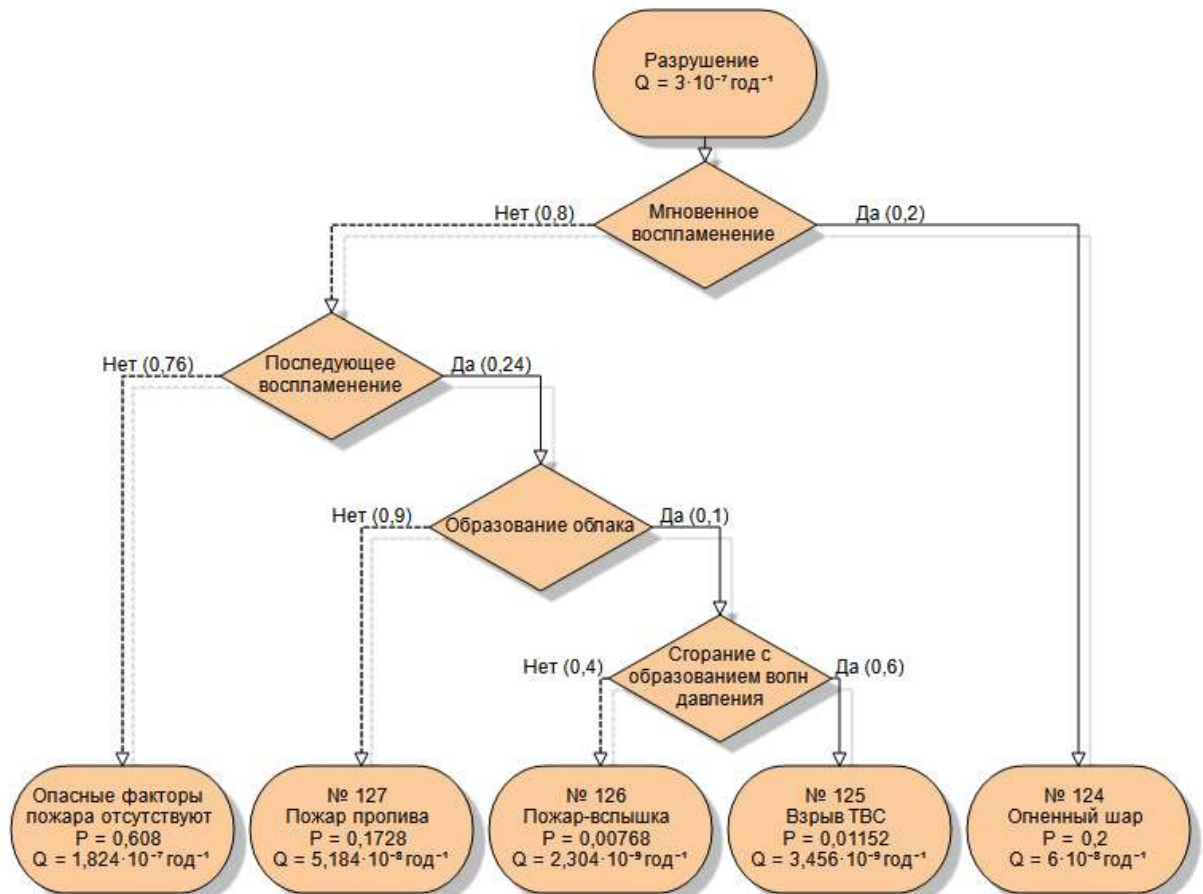 Разрушение
Q = 3·10⁻⁷ год⁻¹
Мгновенное
воспламенение
Нет (0,8)
Да (0,2)
Последующее
воспламенение
Нет (0,76)
Да (0,24)
Образование облака
Нет (0,9)
Да (0,1)
Сгорание с
образованием волн
давления
Нет (0,4)
Да (0,6)
Опасные факторы
пожара отсутствуют
P = 0,608
Q = 1,824·10⁻⁷ год⁻¹
№ 127
Пожар пролива
P = 0,1728
Q = 5,184·10⁻⁸ год⁻¹
№ 126
Пожар-вспышка
P = 0,00768
Q = 2,304·10⁻⁹ год⁻¹
№ 125
Взрыв ТВС
P = 0,01152
Q = 3,456·10⁻⁹ год⁻¹
№ 124
Огненный шар
P = 0,2
Q = 6·10⁻⁸ год⁻¹